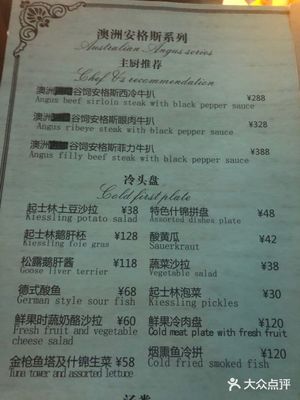 澳洲安格斯系列
Australian Angus series
主厨推荐
Chef Vs recommendation
澳洲谷饲安格斯西冷牛扒 ¥288
Angus beef sirloin steak with black pepper sauce
澳洲谷饲安格斯眼肉牛扒 ¥328
Angus ribeye steak with black pepper sauce
澳洲谷饲安格斯菲力牛扒 ¥388
Angus filly beef steak with black pepper sauce
冷头盘
Cold first plate
起士林土豆沙拉 ¥38
Kiessling potato salad
特色什锦拼盘 ¥48
Assorted dishes plate
起士林鹅肝杯 ¥128
Kiessling foie gras
酸黄瓜 ¥42
Sauerkraut
松露鹅肝酱 ¥118
Goose liver terrier
蔬菜沙拉 ¥38
Vegetable salad
德式酸鱼 ¥68
German style sour fish
起士林泡菜 ¥30
Kiessling pickles
鲜果时蔬奶酪沙拉 ¥60
Fresh fruit and vegetable
cheese salad
鲜果冷肉盘 ¥120
Cold meat plate with fresh fruit
金枪鱼塔及什锦生菜 ¥58
Tuna tower and assorted lettuce
烟熏鱼冷拼 ¥120
Cold fried smoked fish
大众点评